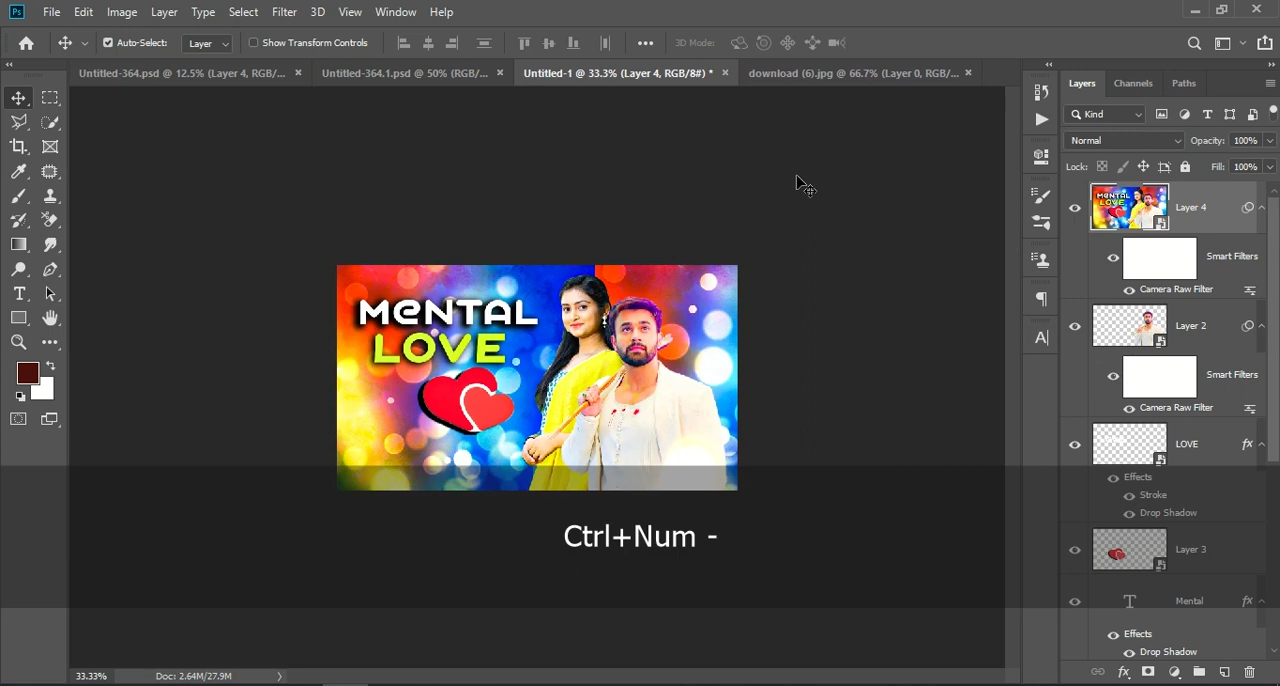 Ps File Edit Image Layer Type Select Filter 3D View Window Help
Auto-Select: Layer Show Transform Controls 3D Mode:
Untitled-364.psd @ 12.5% (Layer 4, RGB/... × Untitled-364.1.psd @ 50% (RGB/... × Untitled-1 @ 33.3% (Layer 4, RGB/8#) * × download (6).jpg @ 66.7% (Layer 0, RGB/... ×
Layers Channels Paths
Kind
Normal Opacity: 100%
Lock: Fill: 100%
MENTAL LOVE Layer 4
Smart Filters
Camera Raw Filter
Layer 2
Smart Filters
Camera Raw Filter
LOVE fx
Effects
Stroke
Drop Shadow
Layer 3
T Mental fx
Effects
Drop Shadow
MeNTAL
LOVE
Ctrl+Num -
33.33% Doc: 2.64M/27.9M